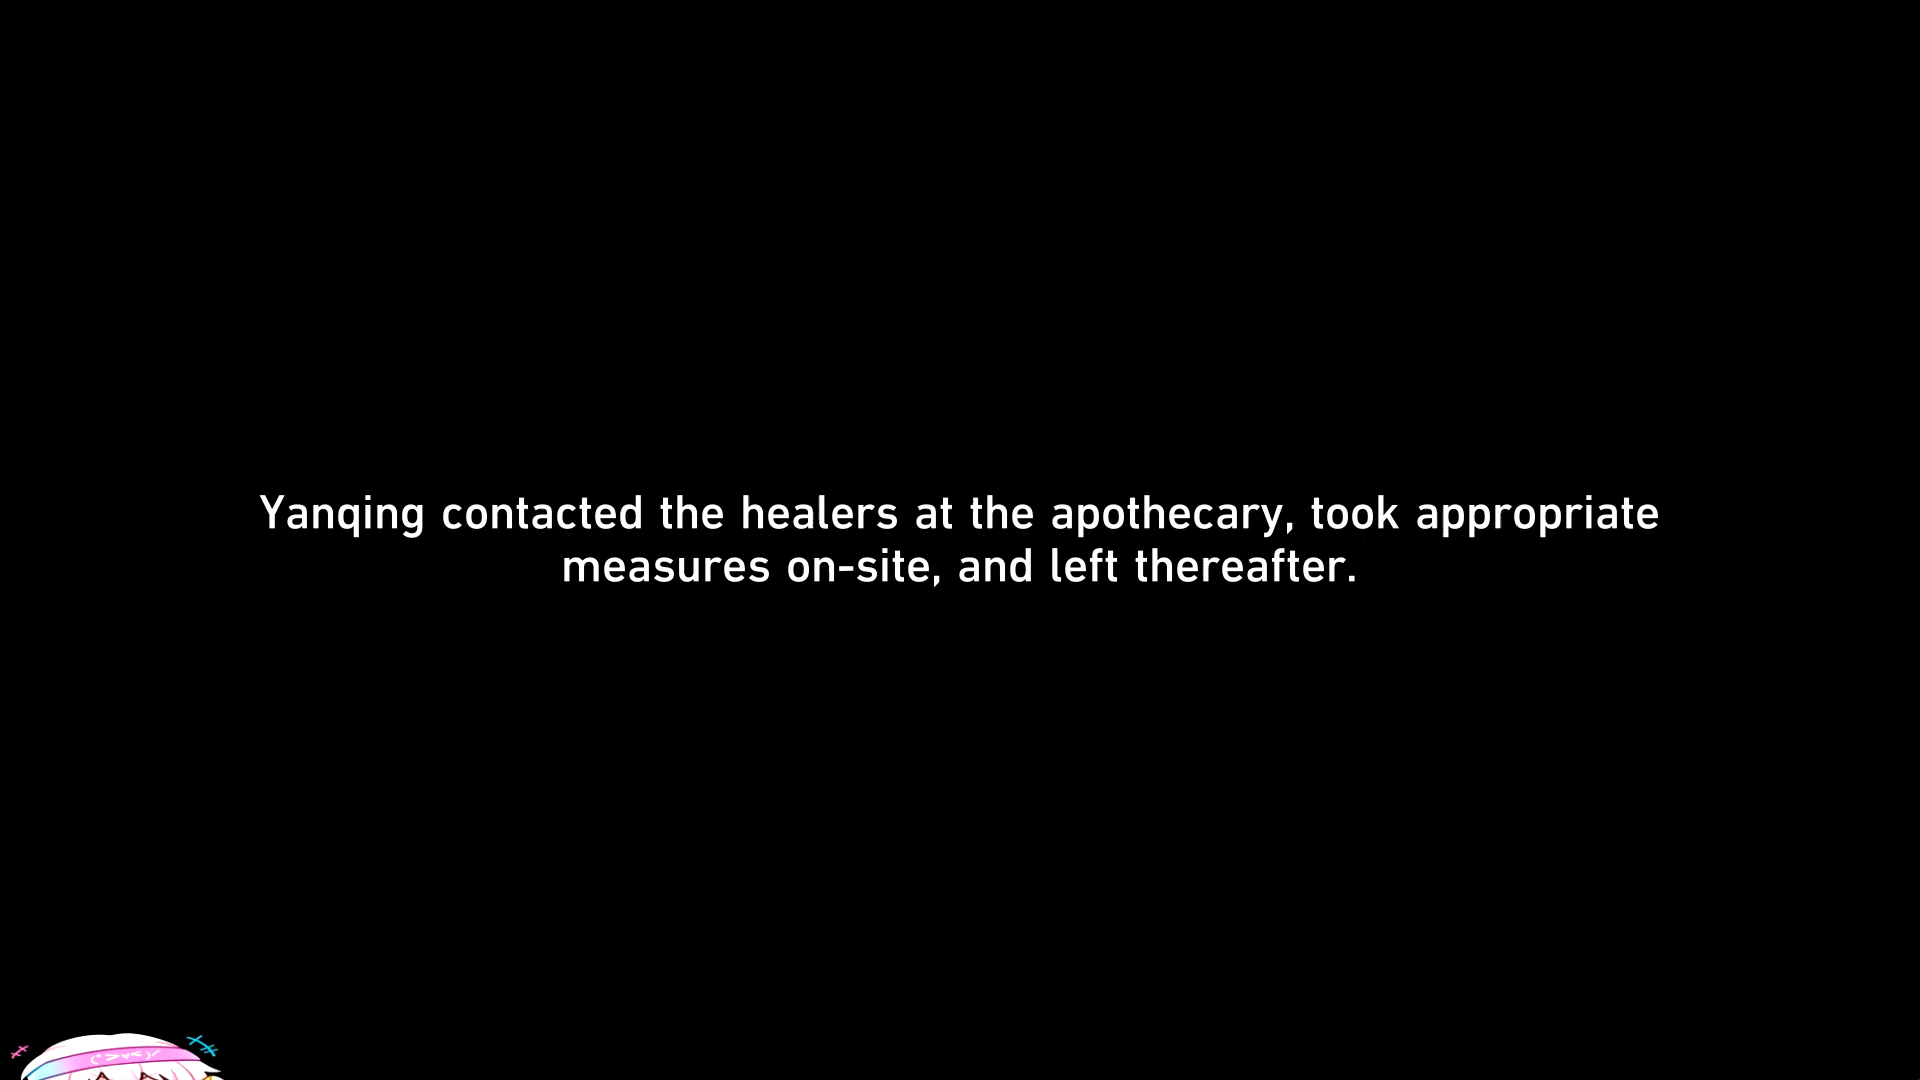 Yanqing contacted the healers at the apothecary, took appropriate
measures on-site, and left thereafter.